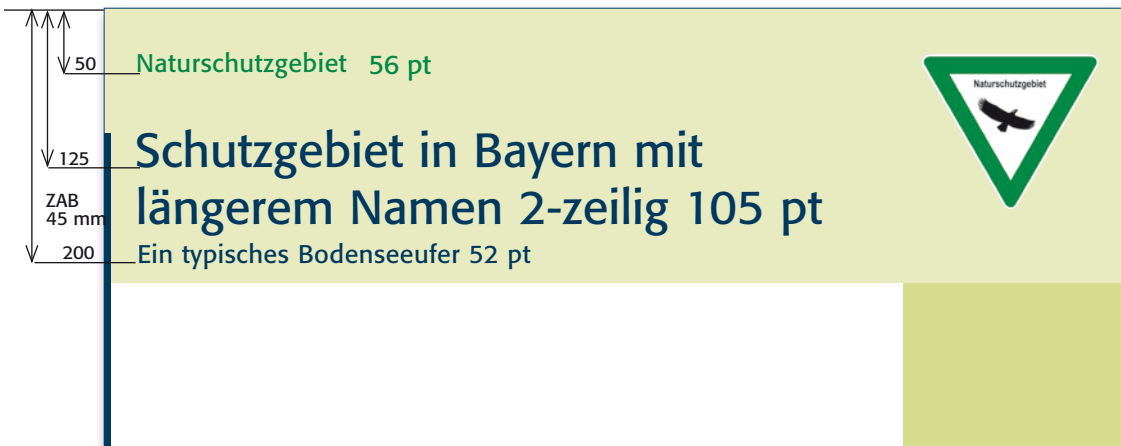 50
Naturschutzgebiet 56 pt
Naturschutzgebiet
125
Schutzgebiet in Bayern mit
ZAB
45 mm
längerem Namen 2-zeilig 105 pt
200
Ein typisches Bodenseeufer 52 pt